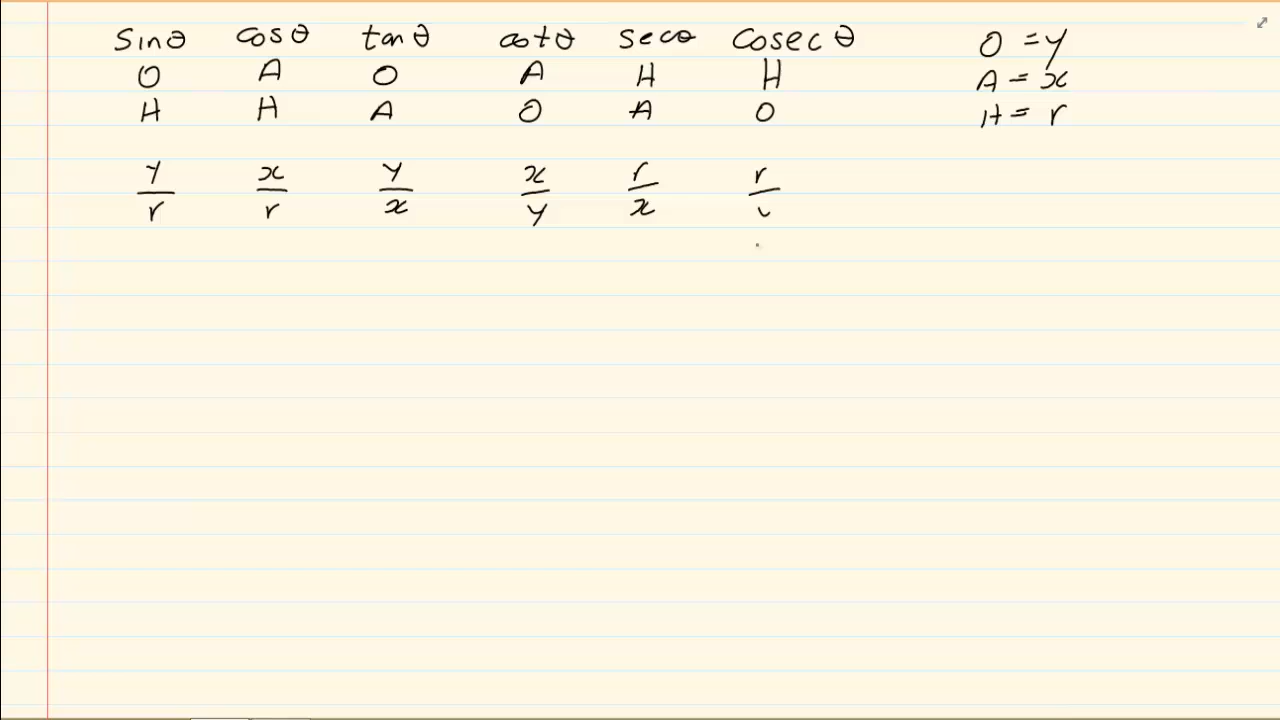 sinθ cosθ tanθ cotθ secθ cosecθ O = y
O A O A H H A = x
H H A O A O H = r
y x y x r r
r r x y x